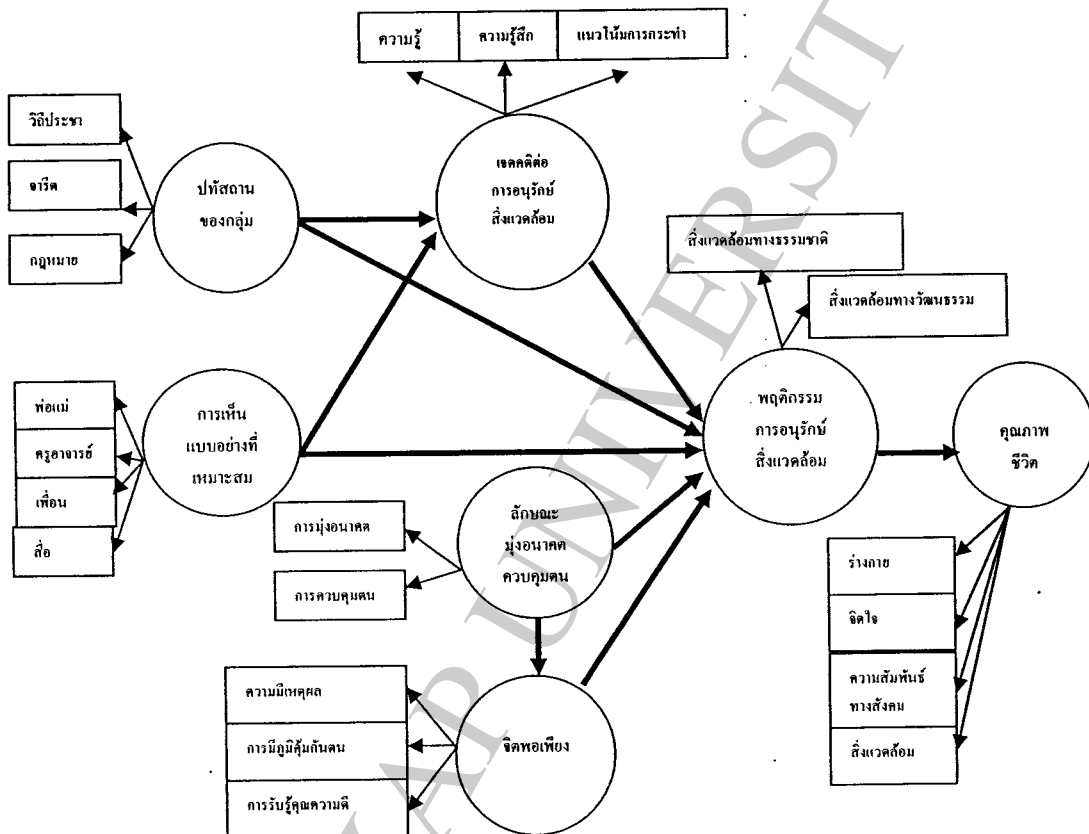 ความรู้
ความรู้สึก
แนวโน้มการกระทำ
วิถีประชา
จารีต
กฎหมาย
ปทัสถาน
ของกลุ่ม
เจตคติต่อ
การอนุรักษ์
สิ่งแวดล้อม
สิ่งแวดล้อมทางธรรมชาติ
สิ่งแวดล้อมทางวัฒนธรรม
พ่อแม่
ครูอาจารย์
เพื่อน
สื่อ
การเห็น
แบบอย่างที่
เหมาะสม
พฤติกรรม
การอนุรักษ์
สิ่งแวดล้อม
คุณภาพ
ชีวิต
การมุ่งอนาคต
การควบคุมตน
ลักษณะ
มุ่งอนาคต
ควบคุมตน
ร่างกาย
จิตใจ
ความสัมพันธ์
ทางสังคม
สิ่งแวดล้อม
ความมีเหตุผล
การมีภูมิคุ้มกันตน
การรับรู้คุณความดี
จิตพอเพียง
AP UNIVERSIT